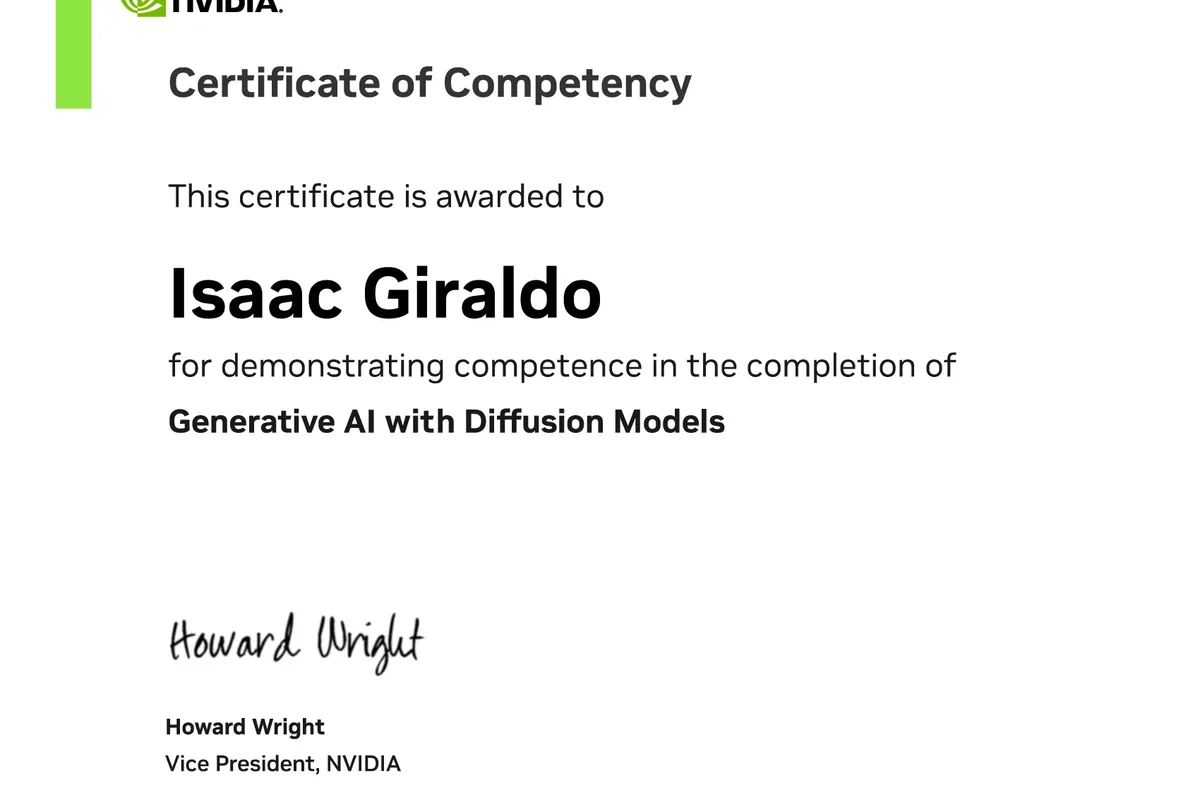 NVIDIA.
Certificate of Competency
This certificate is awarded to
Isaac Giraldo
for demonstrating competence in the completion of
Generative AI with Diffusion Models
Howard Wright
Howard Wright
Vice President, NVIDIA